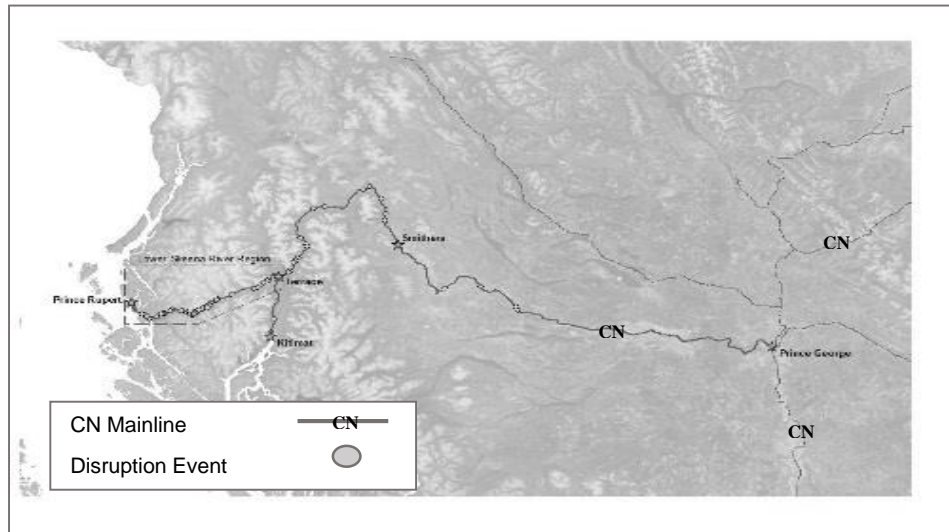 CN
Smithers
Lower Skeena River Region
Terrace
Prince Rupert
CN
Kitimat
Prince George
CN
CN Mainline CN
Disruption Event